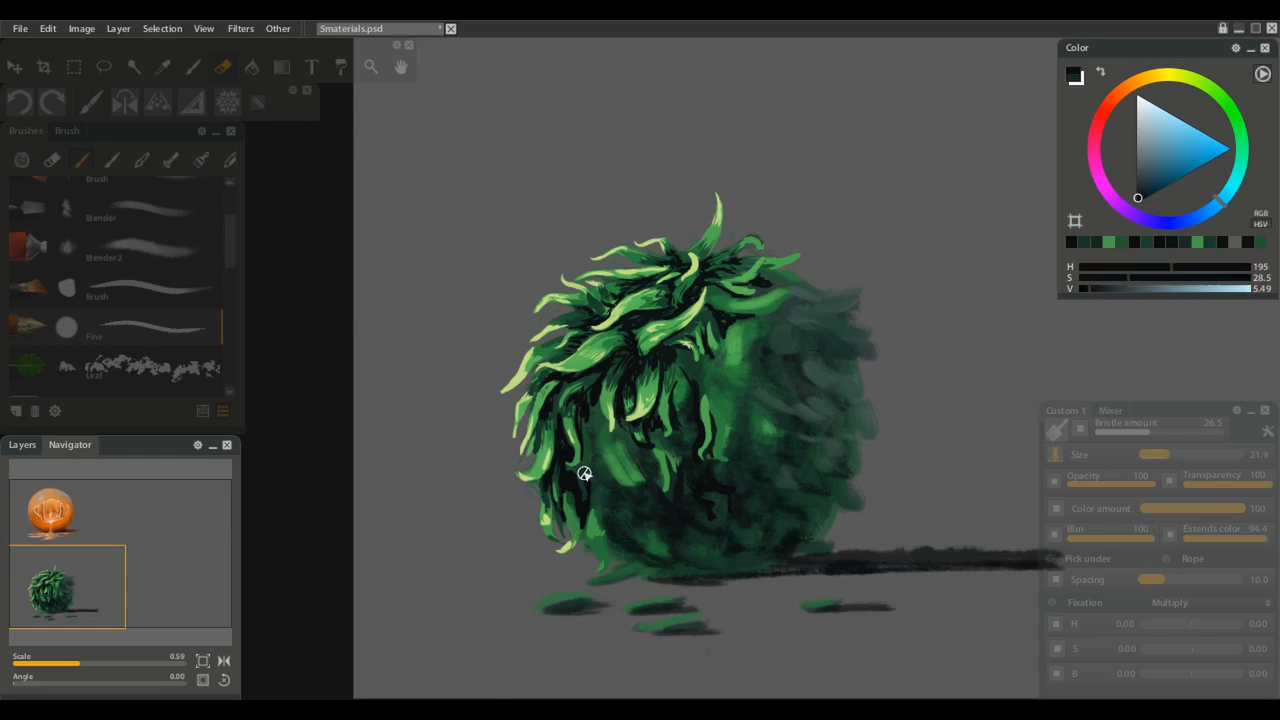 File Edit Image Layer Selection View Filters Other
5materials.psd *
Color
Brushes Brush
Brush
Blender
Blender2
Brush
Fine
Leaf
RGB
HSV
H 195
S 28.5
V 5.49
Layers Navigator
Scale 0.59
Angle 0.00
Custom 1 Mixer
Bristle amount 26.5
Size 21.9
Opacity 100 Transparency 100
Color amount 100
Blur 100 Extends color 94.4
Pick under Rope
Spacing 10.0
Fixation Multiply
H 0.00 0.00
S 0.00 0.00
B 0.00 0.00